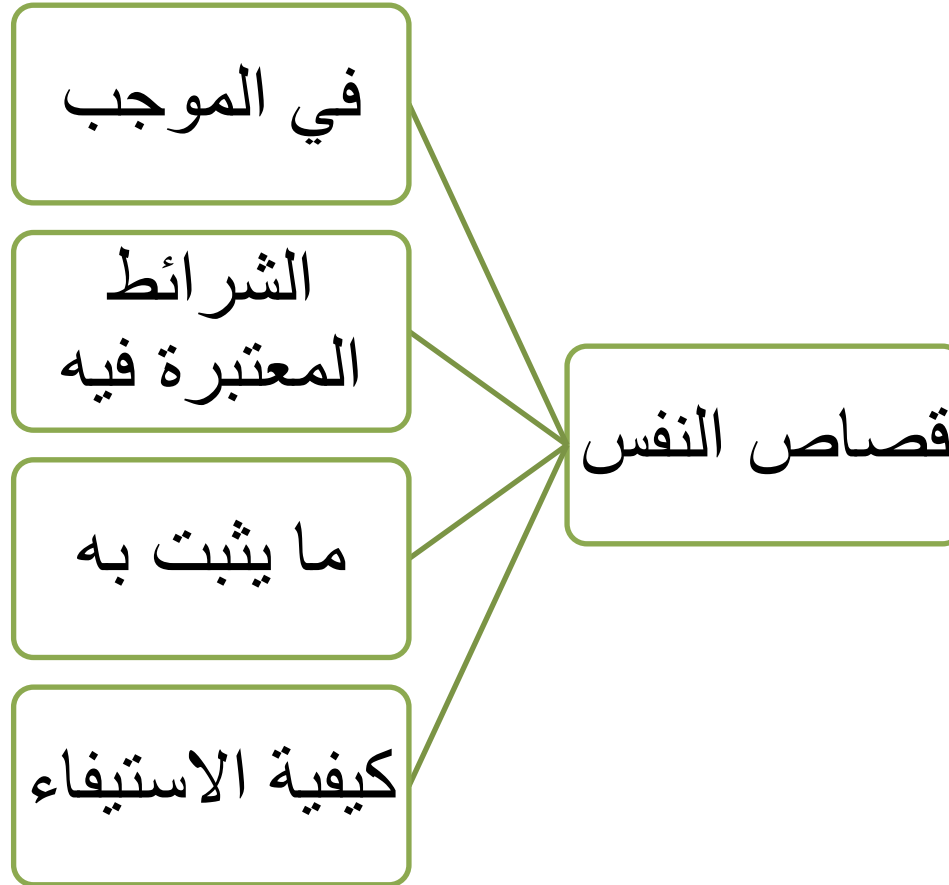 قصاص النفس
في الموجب
الشرائط
المعتبرة فيه
ما يثبت به
كيفية الاستيفاء